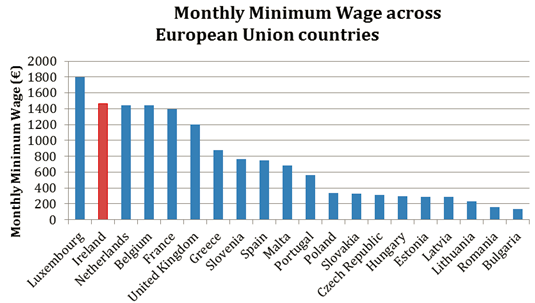 Monthly Minimum Wage across
European Union countries
Monthly Minimum Wage (€)
2000
1800
1600
1400
1200
1000
800
600
400
200
0
Luxembourg
Ireland
Netherlands
Belgium
France
United Kingdom
Greece
Slovenia
Spain
Malta
Portugal
Poland
Slovakia
Czech Republic
Hungary
Estonia
Latvia
Lithuania
Romania
Bulgaria